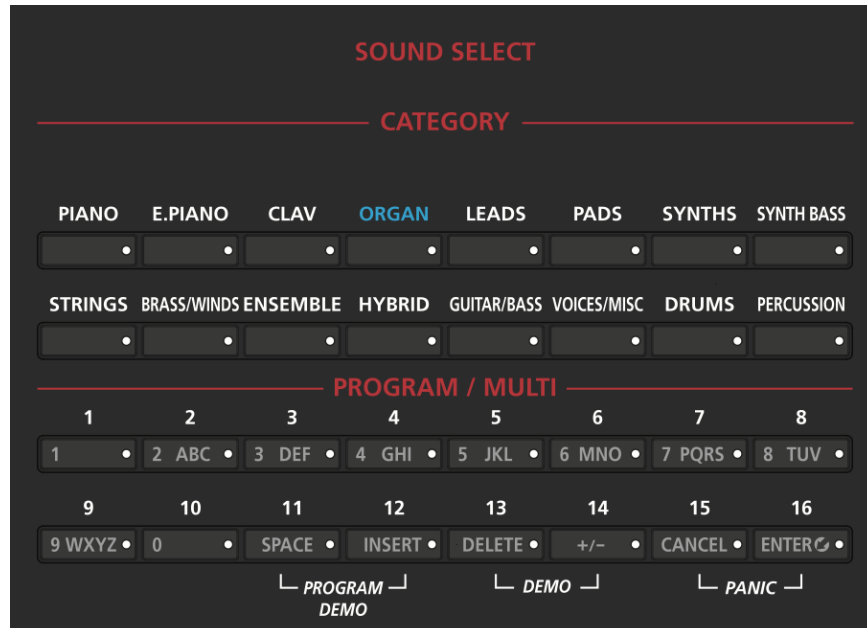 SOUND SELECT
CATEGORY
PIANO E.PIANO CLAV ORGAN LEADS PADS SYNTHS SYNTH BASS
STRINGS BRASS/WINDS ENSEMBLE HYBRID GUITAR/BASS VOICES/MISC DRUMS PERCUSSION
PROGRAM / MULTI
1 2 3 4 5 6 7 8
1 2 ABC 3 DEF 4 GHI 5 JKL 6 MNO 7 PQRS 8 TUV
9 10 11 12 13 14 15 16
9 WXYZ 0 SPACE INSERT DELETE +/− CANCEL ENTER
PROGRAM DEMO PANIC
DEMO